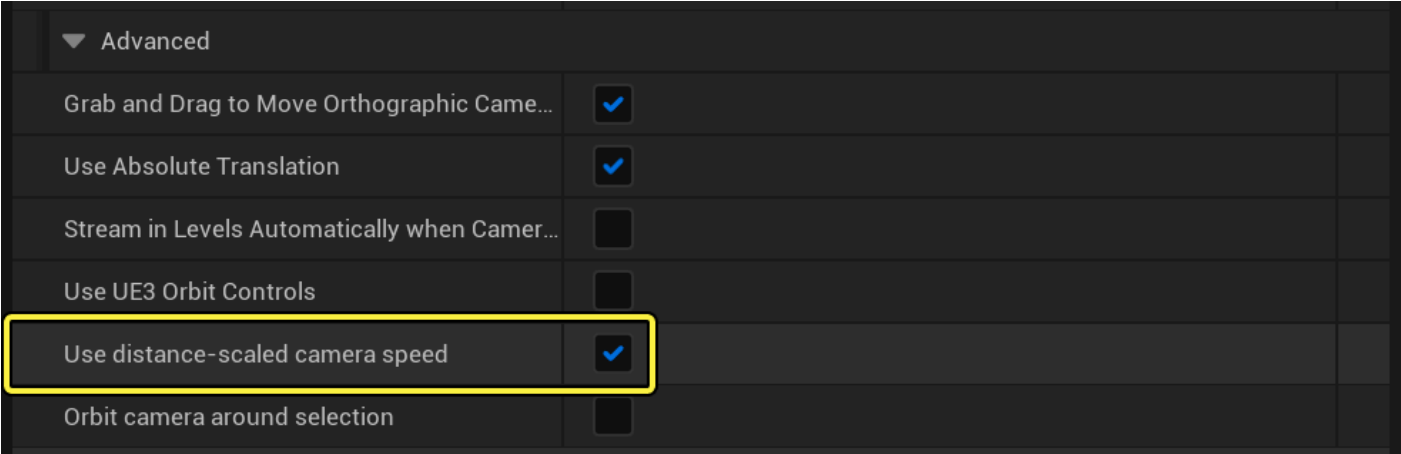 Advanced
Grab and Drag to Move Orthographic Came...
Use Absolute Translation
Stream in Levels Automatically when Camer...
Use UE3 Orbit Controls
Use distance-scaled camera speed
Orbit camera around selection